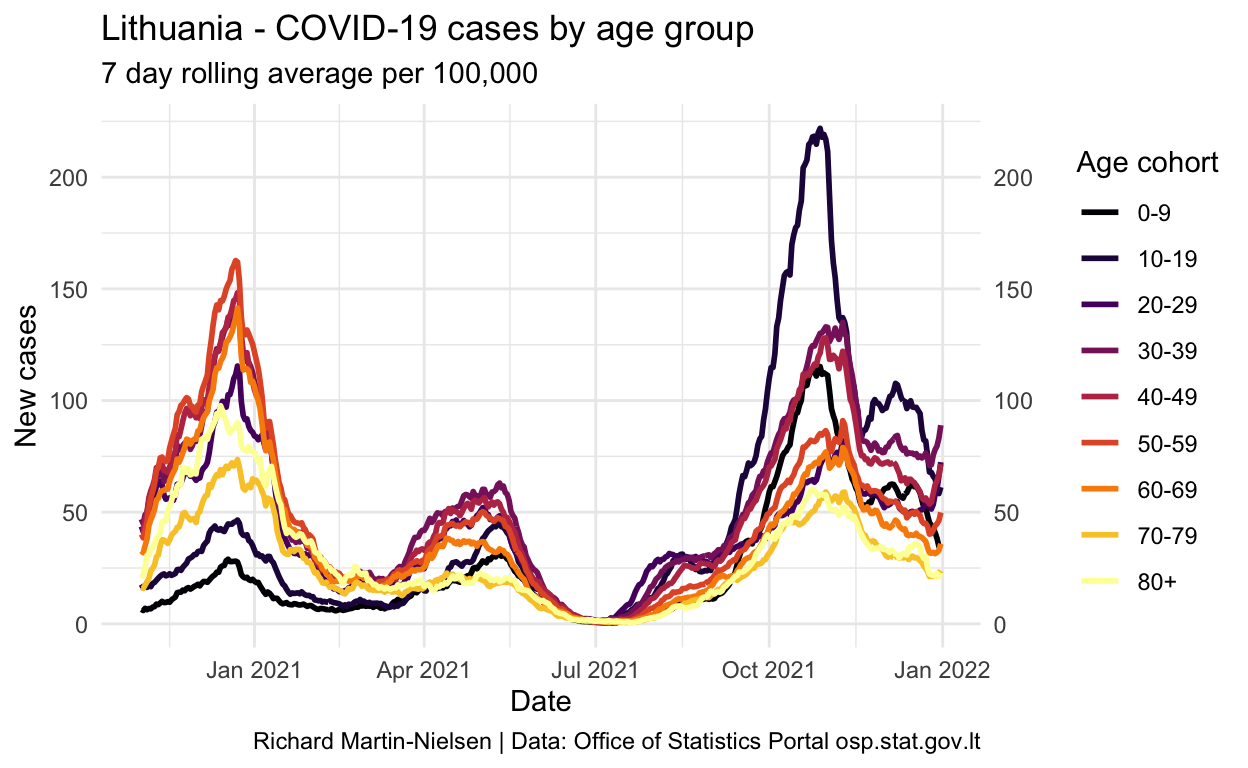 Lithuania - COVID-19 cases by age group
7 day rolling average per 100,000
New cases
200
150
100
50
0
200
150
100
50
0
Jan 2021
Apr 2021
Jul 2021
Oct 2021
Jan 2022
Date
Age cohort
0-9
10-19
20-29
30-39
40-49
50-59
60-69
70-79
80+
Richard Martin-Nielsen | Data: Office of Statistics Portal osp.stat.gov.lt